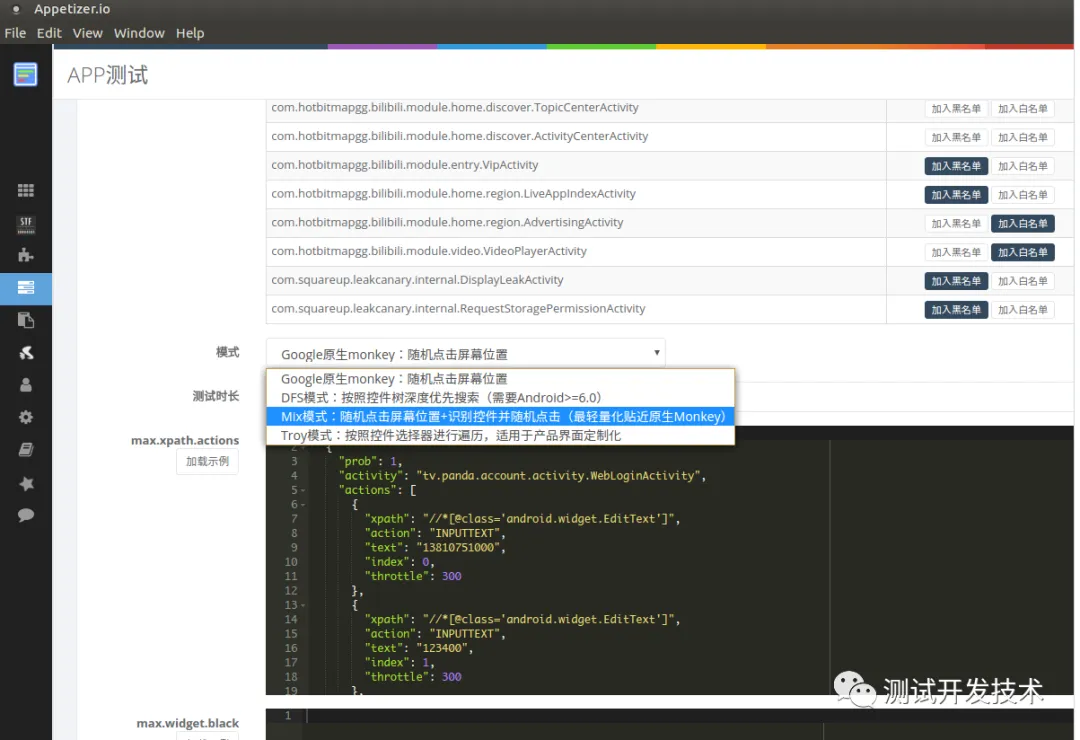 Appetizer.io
File Edit View Window Help
APP测试
com.hotbitmapgg.bilibili.module.home.discover.TopicCenterActivity 加入黑名单 加入白名单
com.hotbitmapgg.bilibili.module.home.discover.ActivityCenterActivity 加入黑名单 加入白名单
com.hotbitmapgg.bilibili.module.entry.VipActivity 加入黑名单 加入白名单
com.hotbitmapgg.bilibili.module.home.region.LiveAppIndexActivity 加入黑名单 加入白名单
com.hotbitmapgg.bilibili.module.home.region.AdvertisingActivity 加入黑名单 加入白名单
com.hotbitmapgg.bilibili.module.video.VideoPlayerActivity 加入黑名单 加入白名单
com.squareup.leakcanary.internal.DisplayLeakActivity 加入黑名单 加入白名单
com.squareup.leakcanary.internal.RequestStoragePermissionActivity 加入黑名单 加入白名单
STF
模式 Google原生monkey：随机点击屏幕位置
Google原生monkey：随机点击屏幕位置
测试时长 DFS模式：按照控件树深度优先搜索（需要Android>=6.0）
Mix模式：随机点击屏幕位置+识别控件并随机点击（最轻量化贴近原生Monkey）
Troy模式：按照控件选择器进行遍历，适用于产品界面定制化
max.xpath.actions
加载示例
2 {
3 "prob": 1,
4 "activity": "tv.panda.account.activity.WebLoginActivity",
5 "actions": [
6 {
7 "xpath": "//*[@class='android.widget.EditText']",
8 "action": "INPUTTEXT",
9 "text": "13810751000",
10 "index": 0,
11 "throttle": 300
12 },
13 {
14 "xpath": "//*[@class='android.widget.EditText']",
15 "action": "INPUTTEXT",
16 "text": "123400",
17 "index": 1,
18 "throttle": 300
19 },
测试开发技术
max.widget.black
1